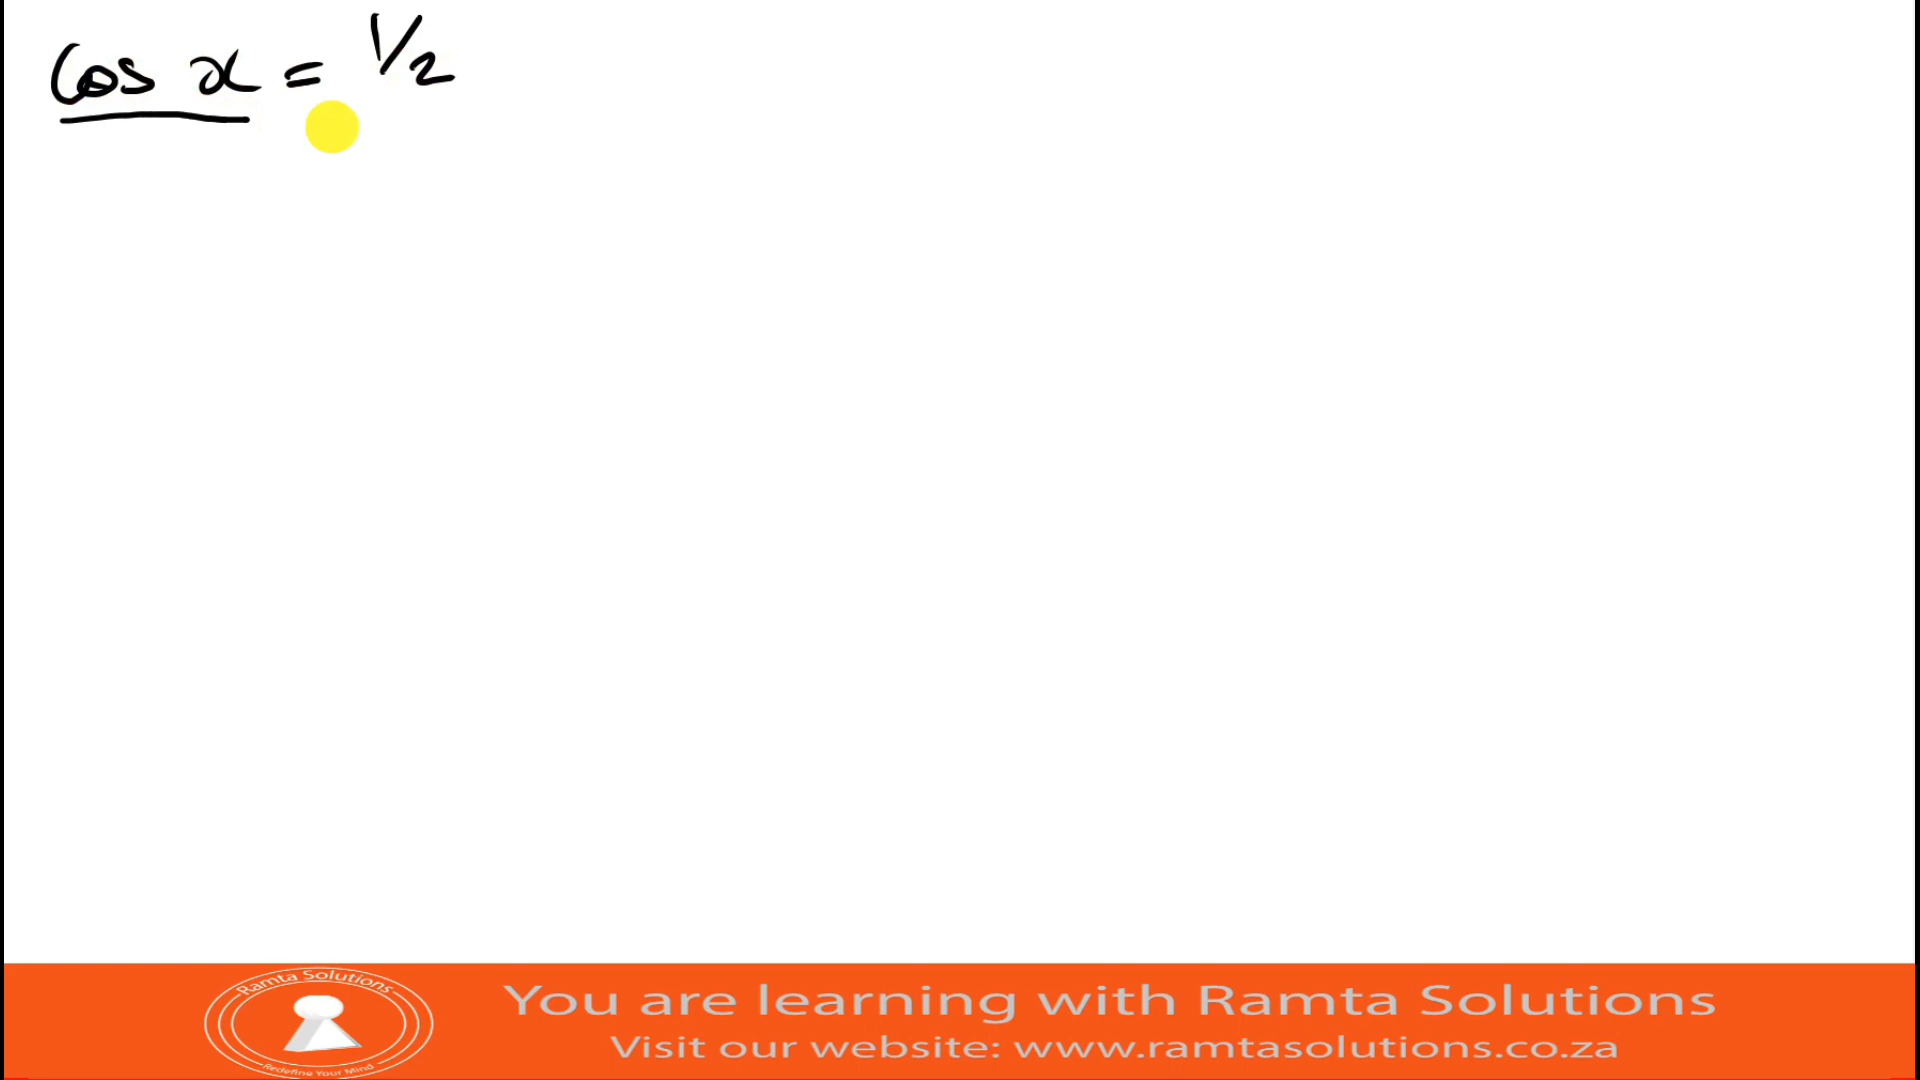 Cos x = 1/2
Ramta Solutions
Redefine Your Mind
You are learning with Ramta Solutions
Visit our website: www.ramtasolutions.co.za